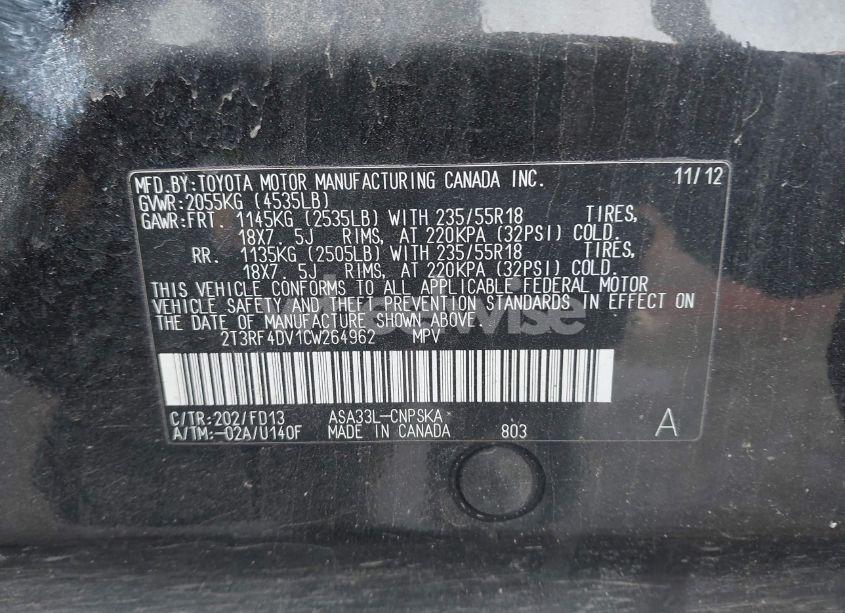 MFD.BY:TOYOTA MOTOR MANUFACTURING CANADA INC. 11/12
GVWR:2055KG (4535LB)
GAWR:FRT. 1145KG (2535LB) WITH 235/55R18 TIRES,
18X7. 5J RIMS, AT 220KPA (32PSI) COLD.
RR. 1135KG (2505LB) WITH 235/55R18 TIRES,
18X7. 5J RIMS, AT 220KPA (32PSI) COLD.
THIS VEHICLE CONFORMS TO ALL APPLICABLE FEDERAL MOTOR
VEHICLE SAFETY AND THEFT PREVENTION STANDARDS IN EFFECT ON
THE DATE OF MANUFACTURE SHOWN ABOVE.
2T3RF4DV1CW264962 MPV
C/TR:202/FD13 ASA33L-CNPSKA
A/TM:-02A/U140F MADE IN CANADA 803 A